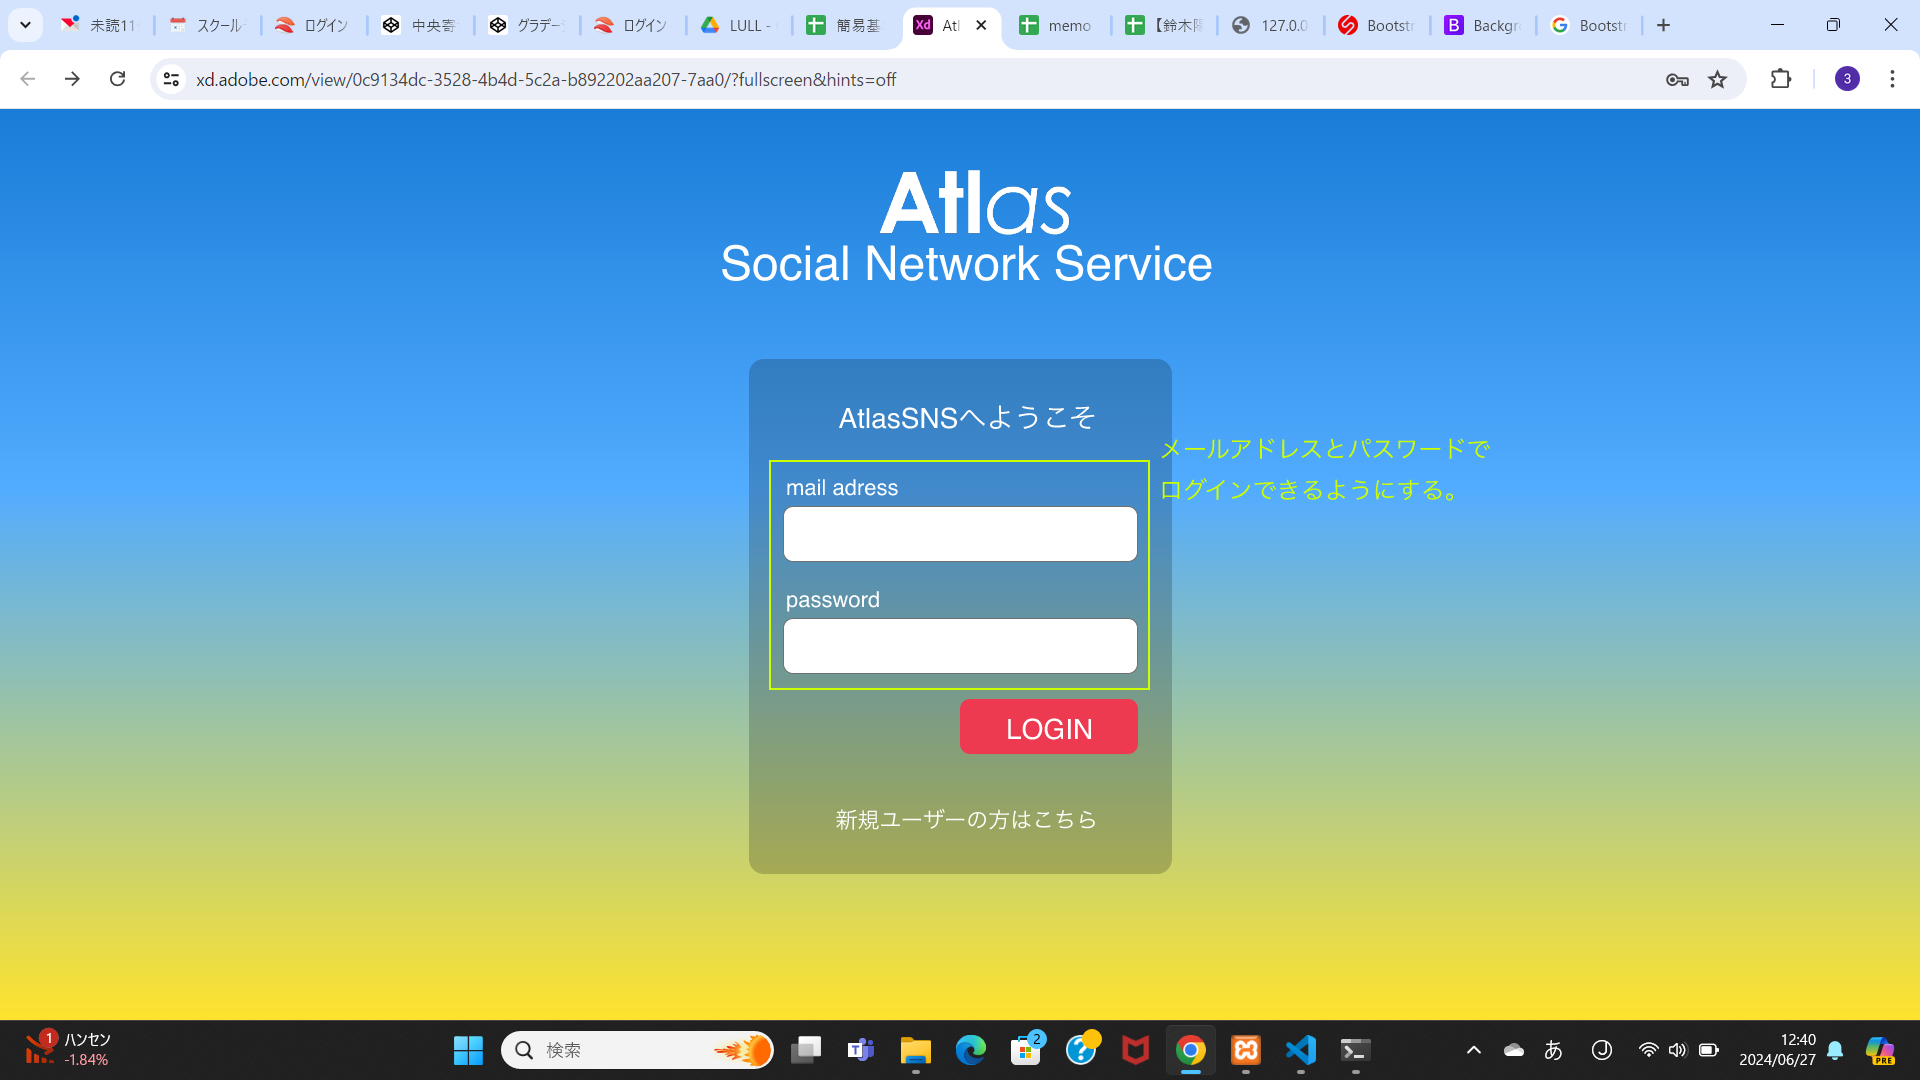 未読11
スクール
ログイン
中央寄
グラデー
ログイン
LULL -
簡易基
Xd
Atl
memo
【鈴木陽
127.0.0
Bootstr
B
Backgr
Bootstr
xd.adobe.com/view/0c9134dc-3528-4b4d-5c2a-b892202aa207-7aa0/?fullscreen&hints=off
3
Atlas
Social Network Service
AtlasSNSへようこそ
メールアドレスとパスワードで
ログインできるようにする。
mail adress
password
LOGIN
新規ユーザーの方はこちら
1
ハンセン
-1.84%
検索
2
あ
12:40
2024/06/27
PRE